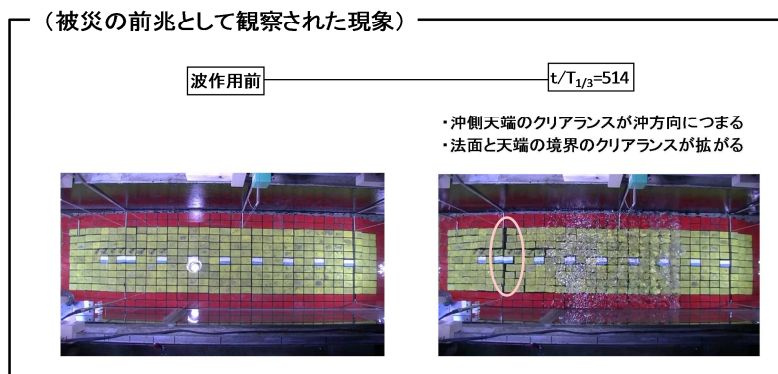 （被災の前兆として観察された現象）
波作用前
t/T1/3=514
・沖側天端のクリアランスが沖方向につまる
・法面と天端の境界のクリアランスが拡がる